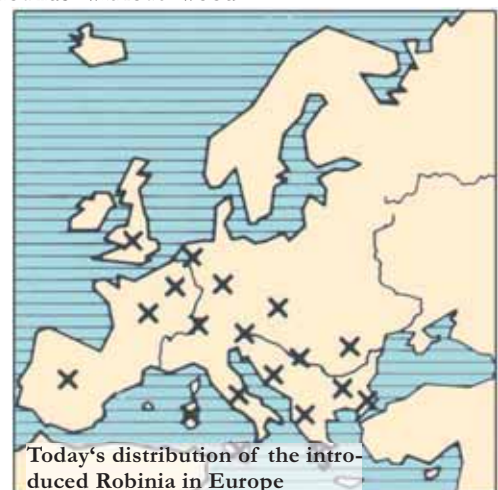 Today‘s distribution of the intro-
duced Robinia in Europe